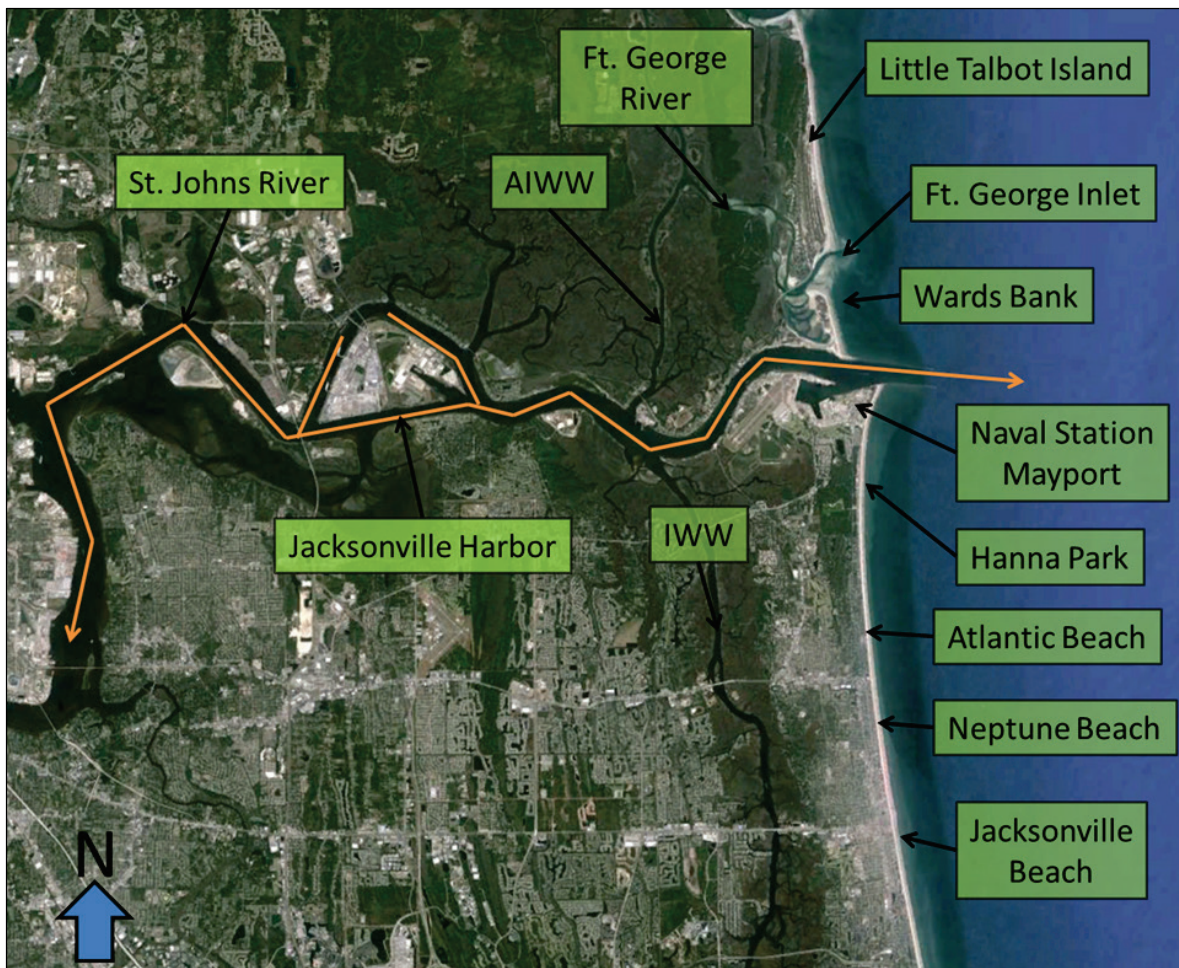 Ft. George
River
Little Talbot Island
St. Johns River
AIWW
Ft. George Inlet
Wards Bank
Naval Station
Mayport
Jacksonville Harbor
IWW
Hanna Park
Atlantic Beach
Neptune Beach
Jacksonville
Beach
N